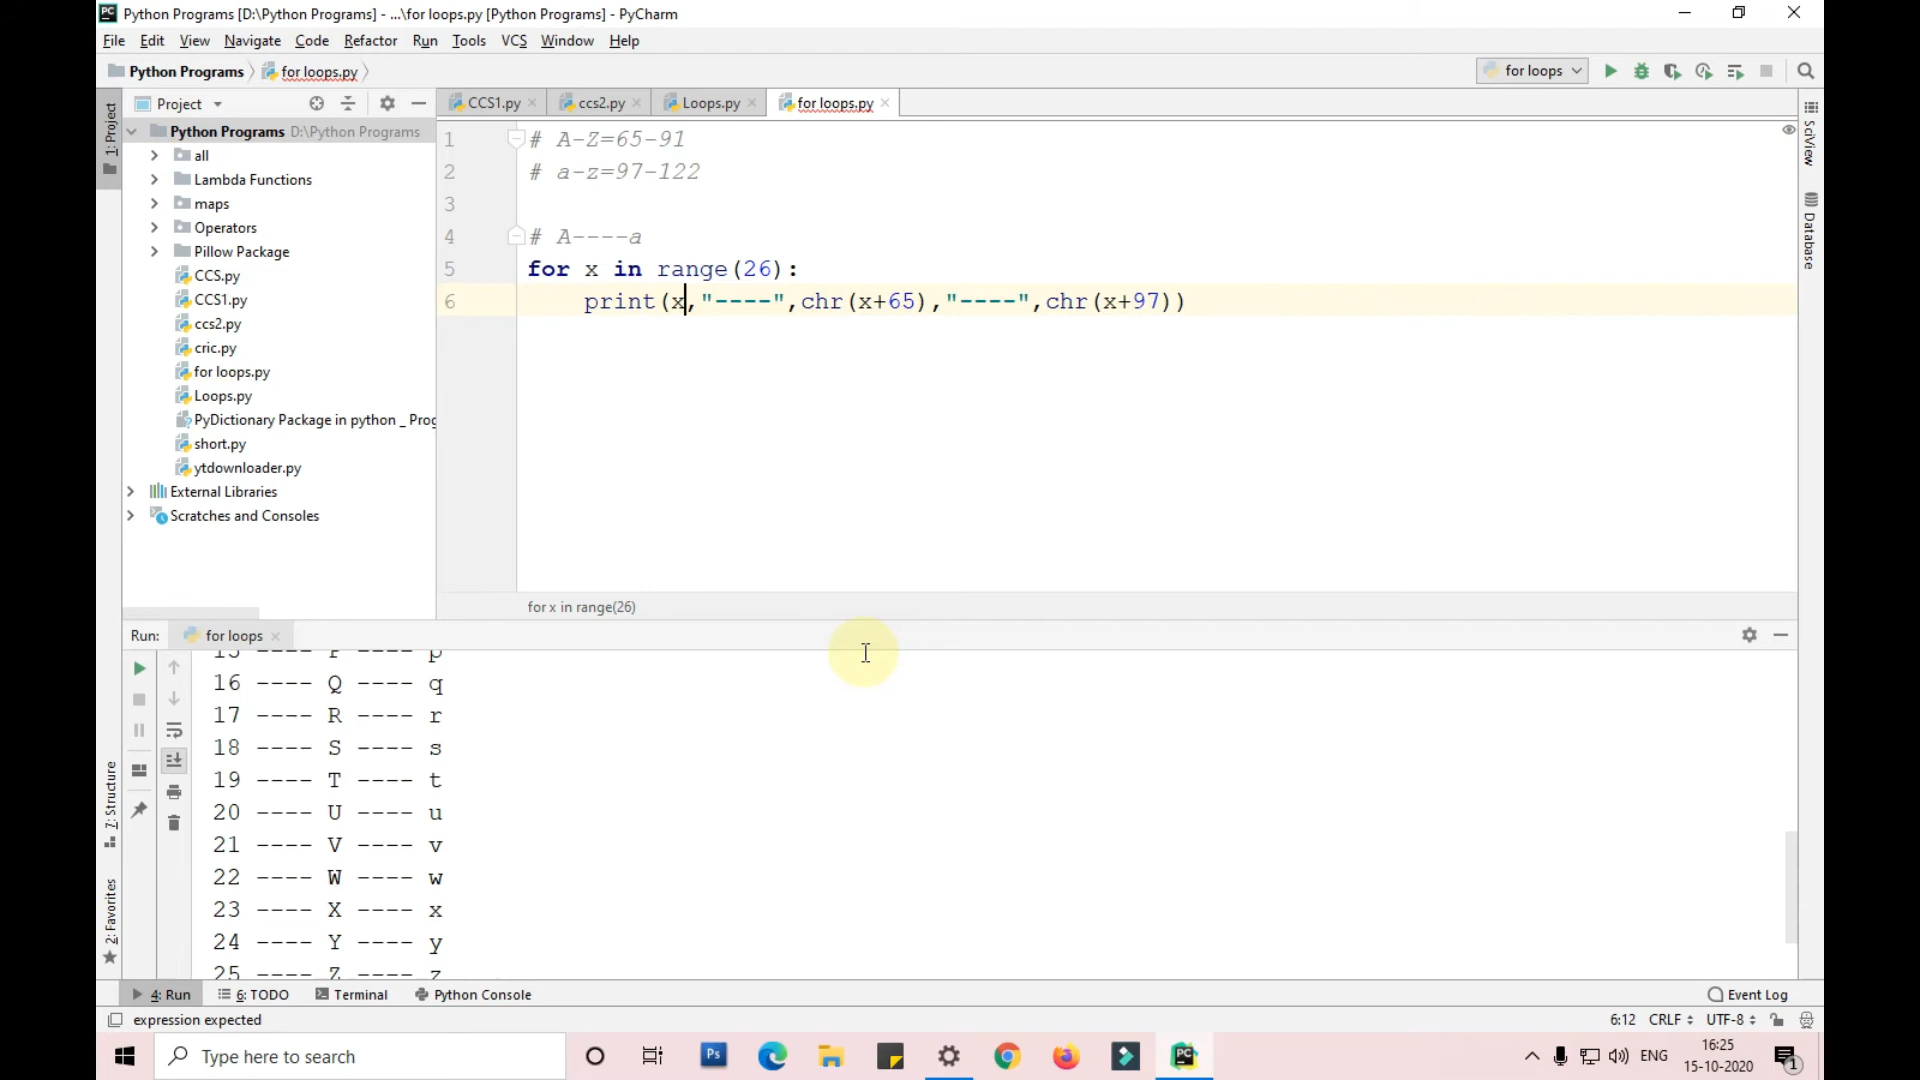 Python Programs [D:\Python Programs] - ...\for loops.py [Python Programs] - PyCharm
File Edit View Navigate Code Refactor Run Tools VCS Window Help
Python Programs for loops.py for loops
1: Project
Project
CCS1.py ccs2.py Loops.py for loops.py
Python Programs D:\Python Programs
all
Lambda Functions
maps
Operators
Pillow Package
CCS.py
CCS1.py
ccs2.py
cric.py
for loops.py
Loops.py
PyDictionary Package in python _ Prog
short.py
ytdownloader.py
External Libraries
Scratches and Consoles
1 # A-Z=65-91
2 # a-z=97-122
3
4 # A----a
5 for x in range(26):
6 print(x,"----",chr(x+65),"----",chr(x+97))
for x in range(26)
SciView
Database
Run: for loops
15 ---- P ---- p
16 ---- Q ---- q
17 ---- R ---- r
18 ---- S ---- s
19 ---- T ---- t
20 ---- U ---- u
21 ---- V ---- v
22 ---- W ---- w
23 ---- X ---- x
24 ---- Y ---- y
25 ---- Z ---- z
7: Structure
2: Favorites
4: Run 6: TODO Terminal Python Console Event Log
expression expected 6:12 CRLF UTF-8
Type here to search
Ps
PC
ENG
16:25
15-10-2020
1